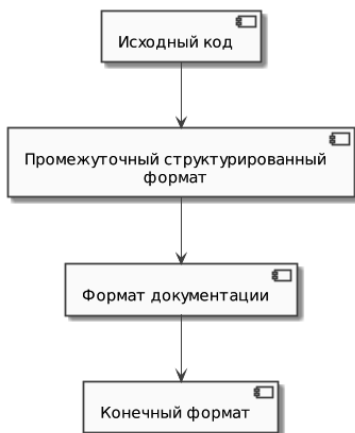 Исходный код
Промежуточный структурированный
формат
Формат документации
Конечный формат